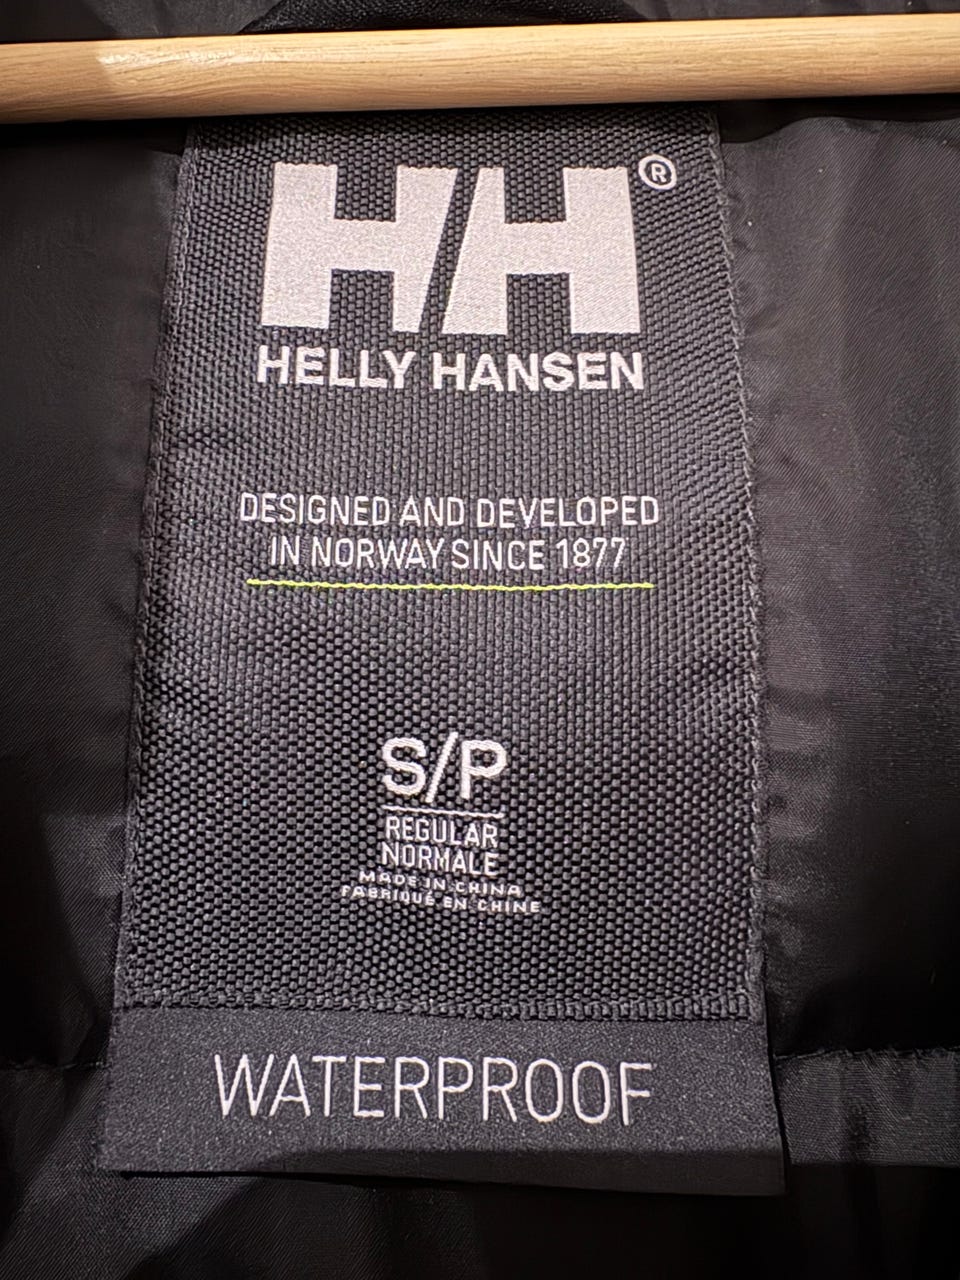 HH®
HELLY HANSEN
DESIGNED AND DEVELOPED
IN NORWAY SINCE 1877
S/P
REGULAR
NORMALE
MADE IN CHINA
FABRIQUÉ EN CHINE
WATERPROOF